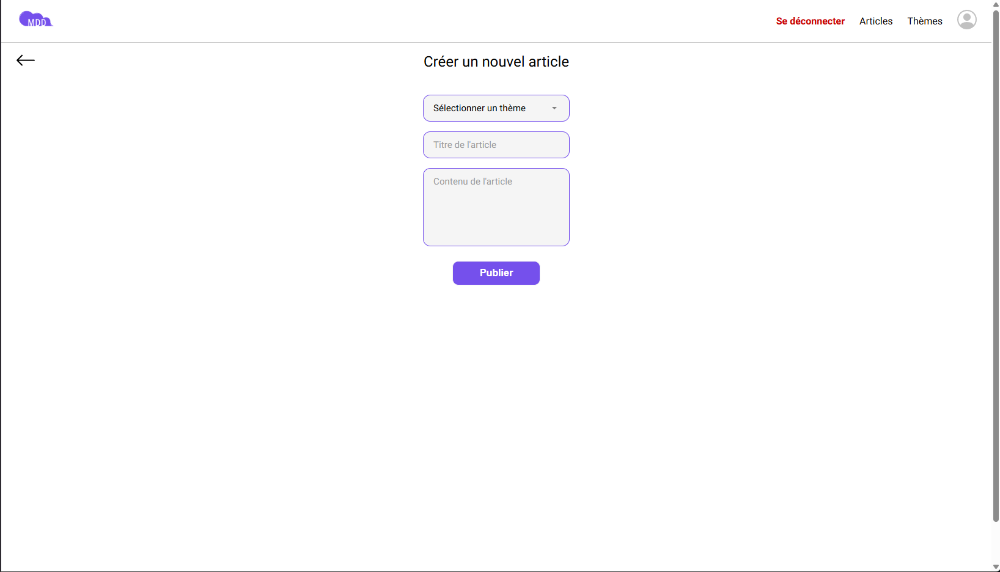 MDD
Se déconnecter Articles Thèmes
Créer un nouvel article
Sélectionner un thème
Titre de l'article
Contenu de l'article
Publier